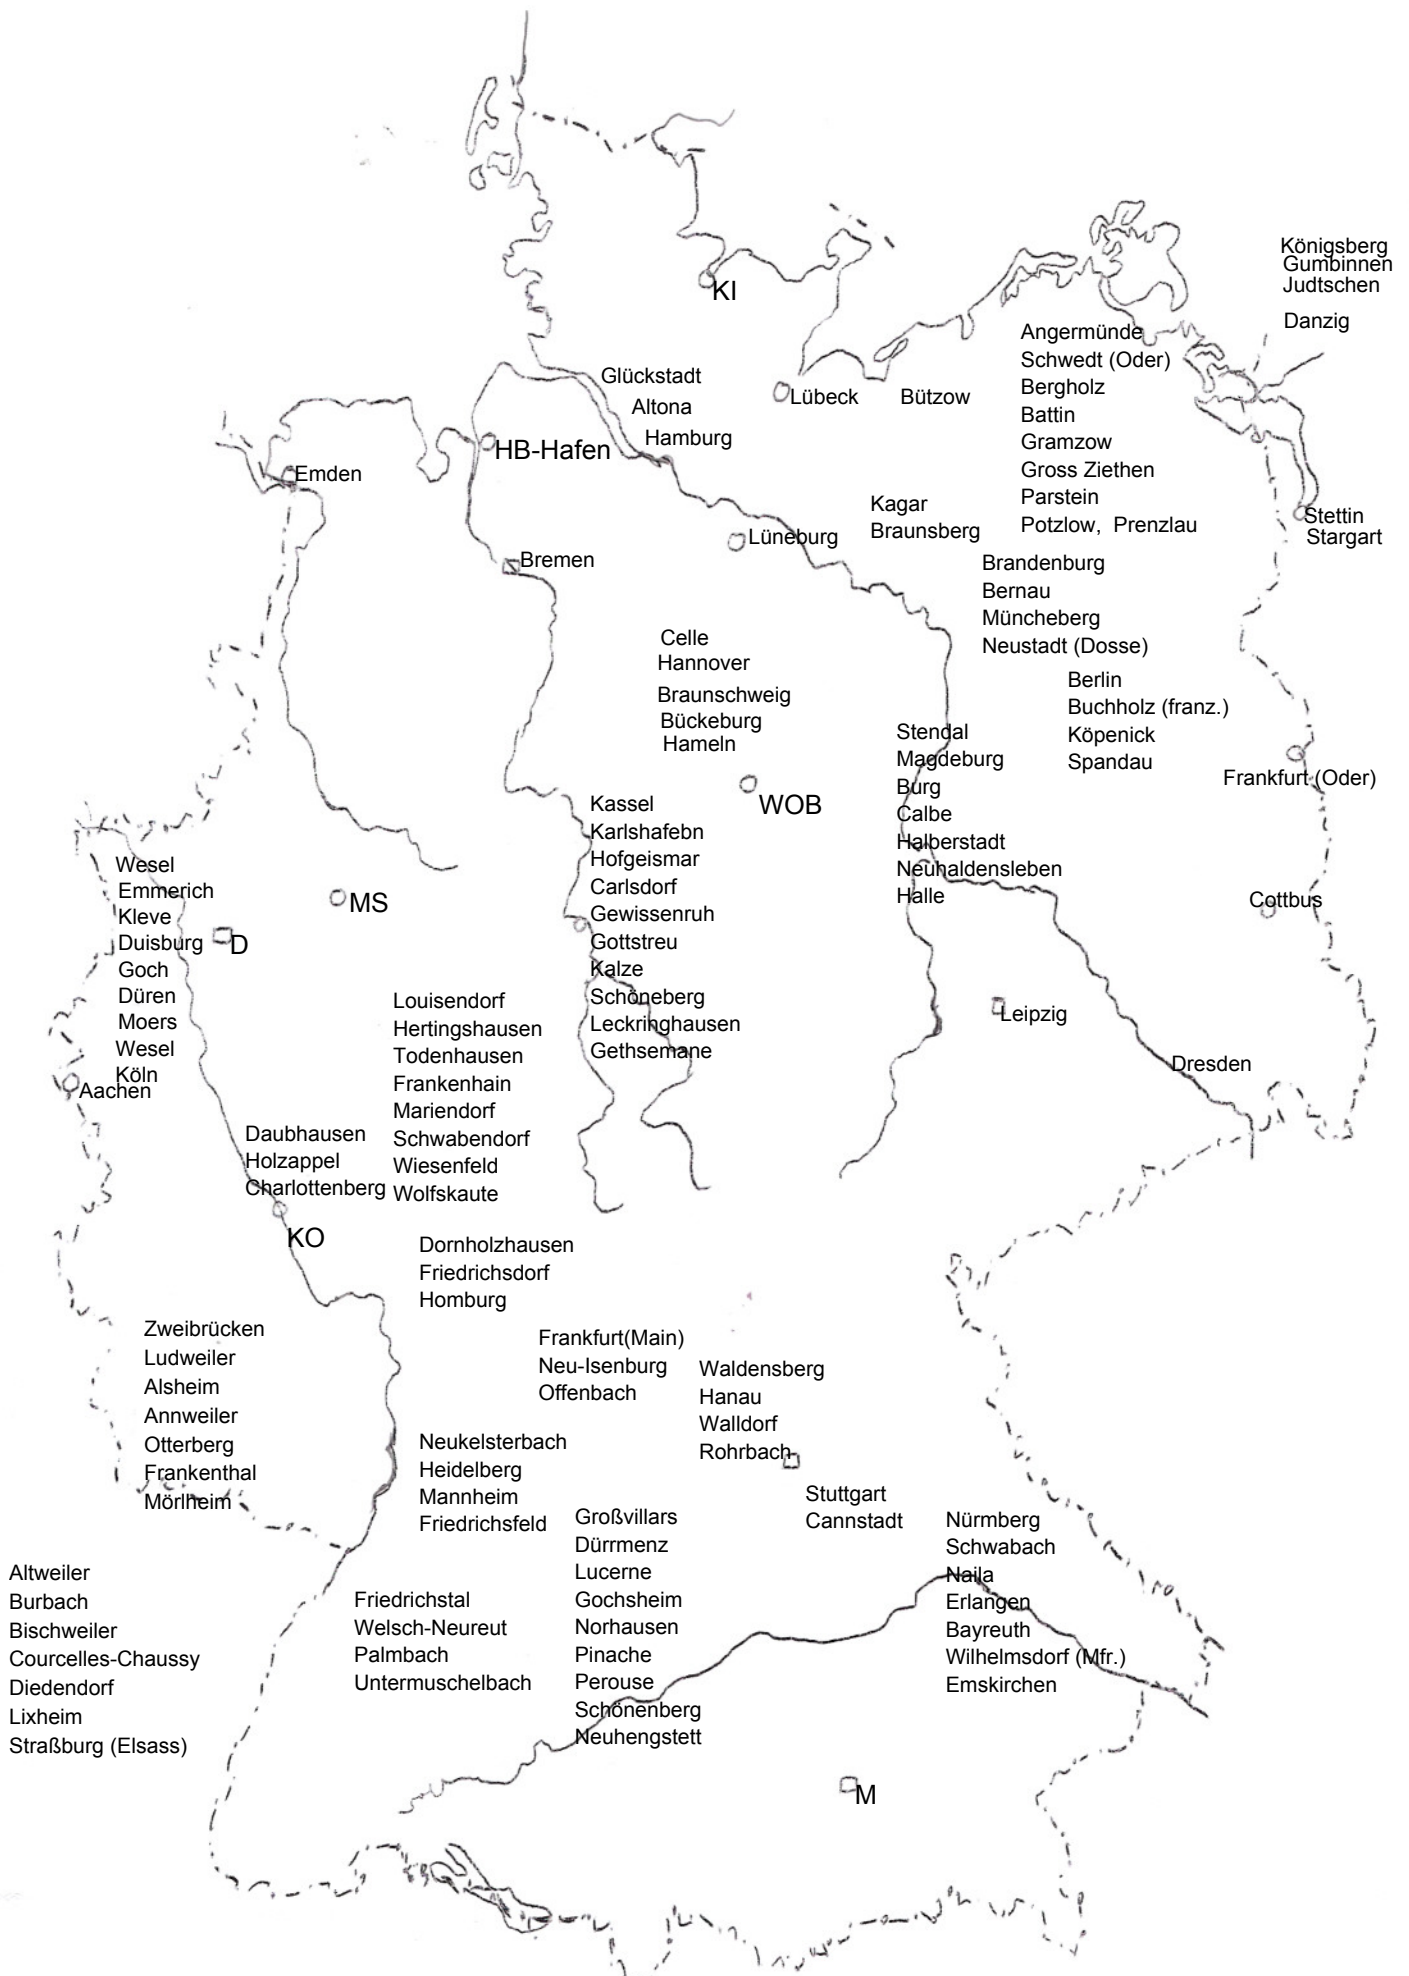 Königsberg
Gumbinnen
Judtschen
Danzig
KI
Angermünde
Schwedt (Oder)
Bergholz
Battin
Gramzow
Gross Ziethen
Parstein
Potzlow, Prenzlau
Glückstadt
Altona
Hamburg
Lübeck
Bützow
HB-Hafen
Emden
Kagar
Braunsberg
Stettin
Stargart
Lüneburg
Bremen
Brandenburg
Bernau
Müncheberg
Neustadt (Dosse)
Celle
Hannover
Braunschweig
Bückeburg
Hameln
Berlin
Buchholz (franz.)
Köpenick
Spandau
Stendal
Magdeburg
Burg
Calbe
Halberstadt
Neuhaldensleben
Halle
Frankfurt (Oder)
WOB
Kassel
Karlshafebn
Hofgeismar
Carlsdorf
Gewissenruh
Gottstreu
Kalze
Schöneberg
Leckringhausen
Gethsemane
Wesel
Emmerich
Kleve
Duisburg
Goch
Düren
Moers
Wesel
Köln
Aachen
MS
D
Cottbus
Leipzig
Dresden
Louisendorf
Hertingshausen
Todenhausen
Frankenhain
Mariendorf
Schwabendorf
Wiesenfeld
Wolfskaute
Daubhausen
Holzappel
Charlottenberg
KO
Dornholzhausen
Friedrichsdorf
Homburg
Zweibrücken
Ludweiler
Alsheim
Annweiler
Otterberg
Frankenthal
Mörlheim
Frankfurt(Main)
Neu-Isenburg
Offenbach
Waldensberg
Hanau
Walldorf
Rohrbach
Neukelsterbach
Heidelberg
Mannheim
Friedrichsfeld
Stuttgart
Cannstadt
Großvillars
Dürrmenz
Lucerne
Gochsheim
Norhausen
Pinache
Perouse
Schönenberg
Neuhengstett
Nürmberg
Schwabach
Naila
Erlangen
Bayreuth
Wilhelmsdorf (Mfr.)
Emskirchen
Altweiler
Burbach
Bischweiler
Courcelles-Chaussy
Diedendorf
Lixheim
Straßburg (Elsass)
Friedrichstal
Welsch-Neureut
Palmbach
Untermuschelbach
M